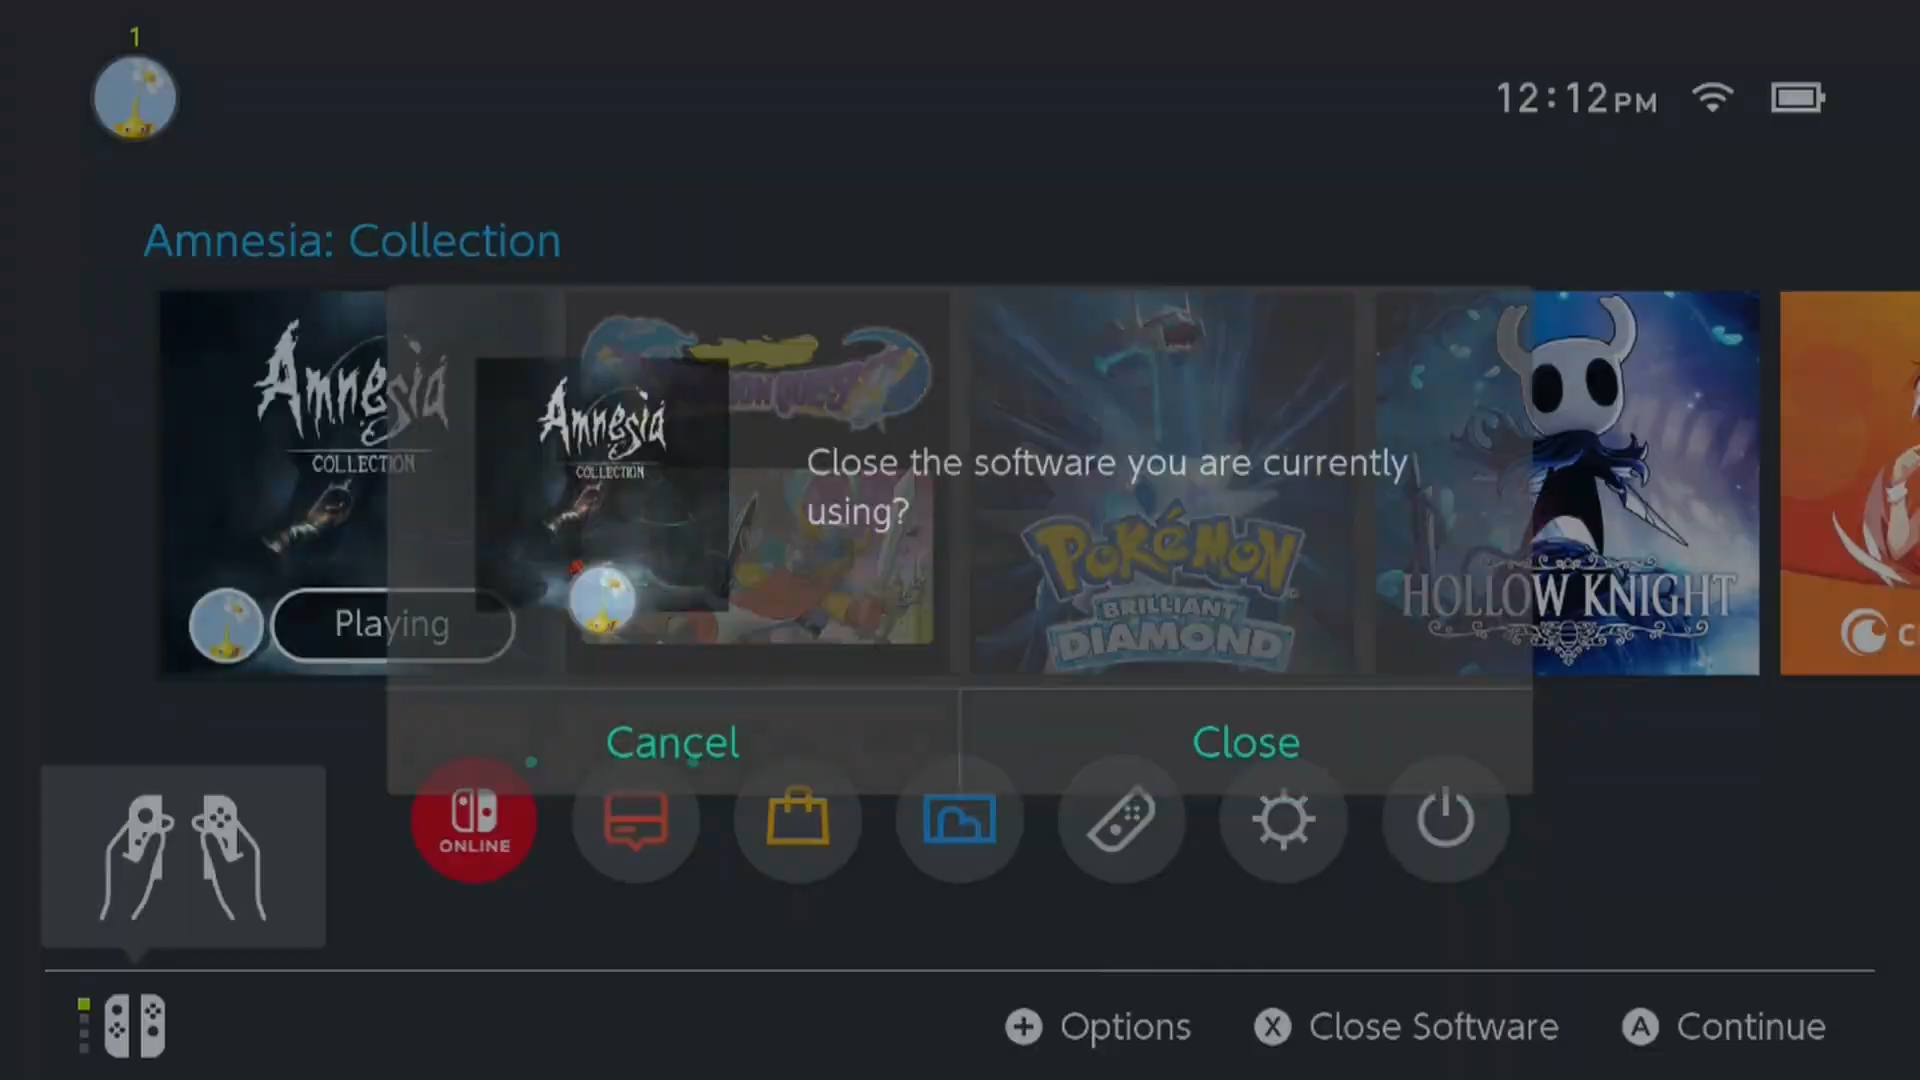 1
12:12PM
Amnesia: Collection
Amnesia
COLLECTION
Amnesia
COLLECTION
Close the software you are currently
using?
POKÉMON
BRILLIANT
DIAMOND
HOLLOW KNIGHT
Playing
Cancel
Close
ONLINE
+ Options
X Close Software
A Continue